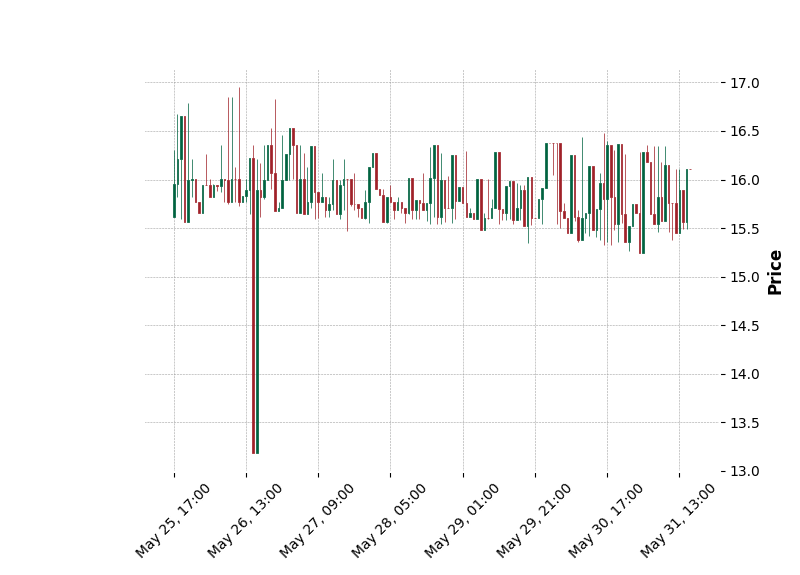 17.0
16.5
16.0
15.5
15.0
14.5
14.0
13.5
13.0
Price
May 25, 17:00
May 26, 13:00
May 27, 09:00
May 28, 05:00
May 29, 01:00
May 29, 21:00
May 30, 17:00
May 31, 13:00